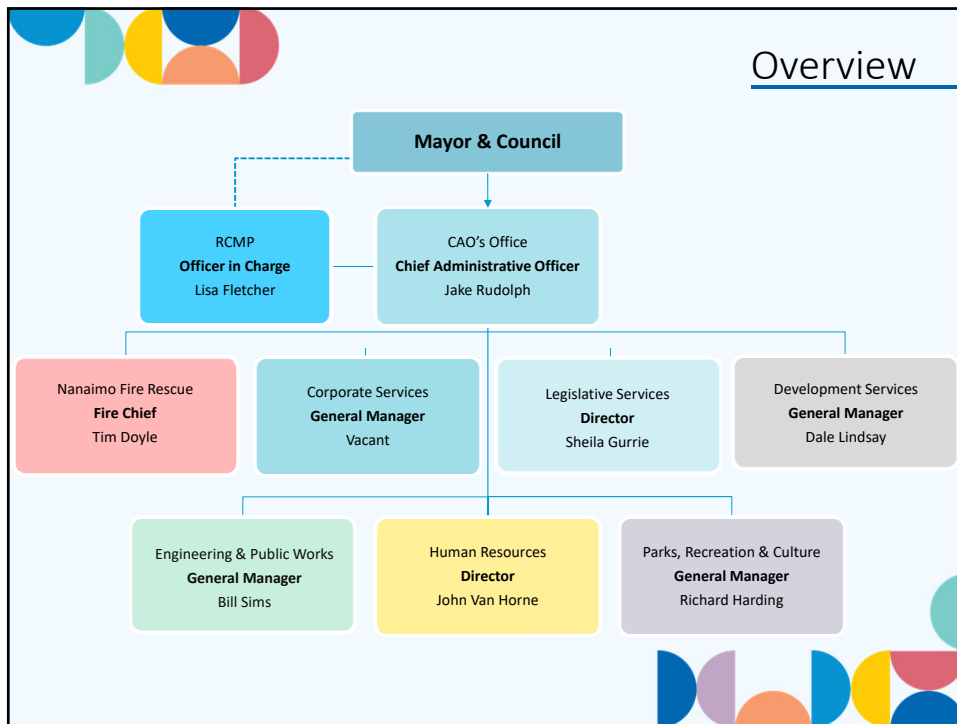 Overview
Mayor & Council
RCMP
Officer in Charge
Lisa Fletcher
CAO's Office
Chief Administrative Officer
Jake Rudolph
Nanaimo Fire Rescue
Fire Chief
Tim Doyle
Corporate Services
General Manager
Vacant
Legislative Services
Director
Sheila Gurrie
Development Services
General Manager
Dale Lindsay
Engineering & Public Works
General Manager
Bill Sims
Human Resources
Director
John Van Horne
Parks, Recreation & Culture
General Manager
Richard Harding